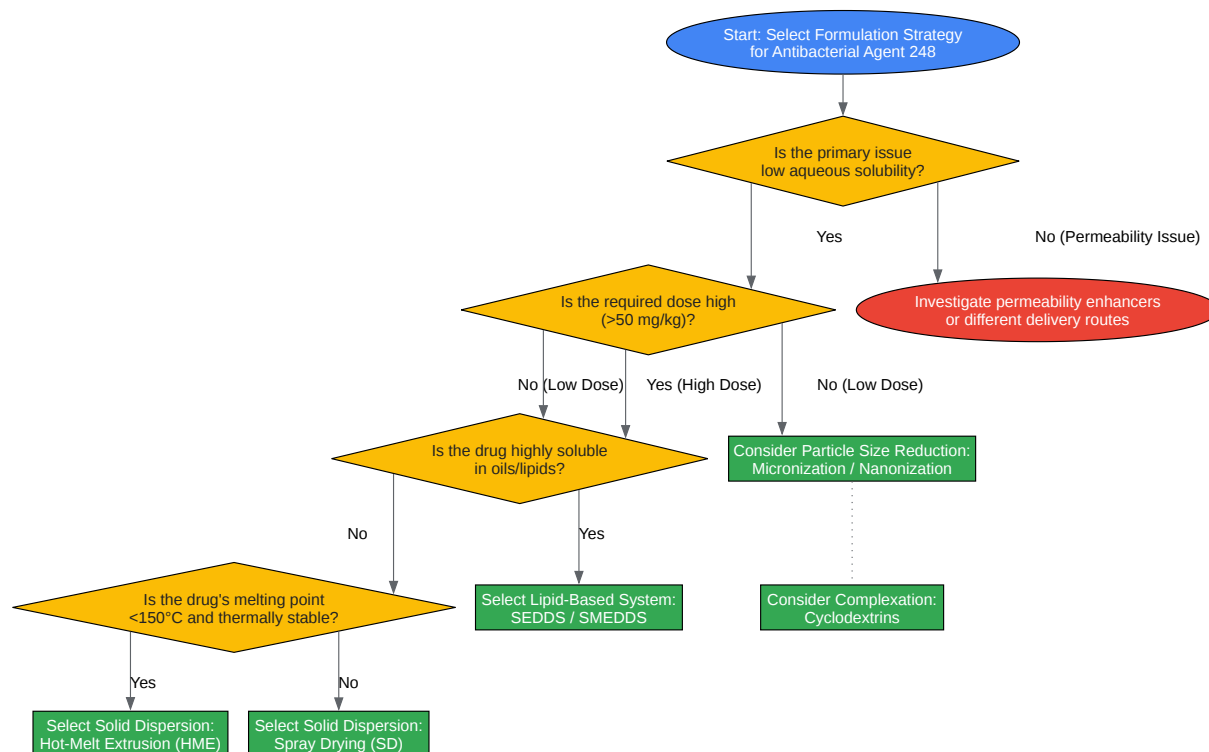 Start: Select Formulation Strategy
for Antibacterial Agent 248
Is the primary issue
low aqueous solubility?
Yes
No (Permeability Issue)
Is the required dose high
(>50 mg/kg)?
Investigate permeability enhancers
or different delivery routes
No (Low Dose)
Yes (High Dose)
No (Low Dose)
Is the drug highly soluble
in oils/lipids?
Consider Particle Size Reduction:
Micronization / Nanonization
No
Yes
Is the drug's melting point
<150°C and thermally stable?
Select Lipid-Based System:
SEDDS / SMEDDS
Consider Complexation:
Cyclodextrins
Yes
No
Select Solid Dispersion:
Hot-Melt Extrusion (HME)
Select Solid Dispersion:
Spray Drying (SD)